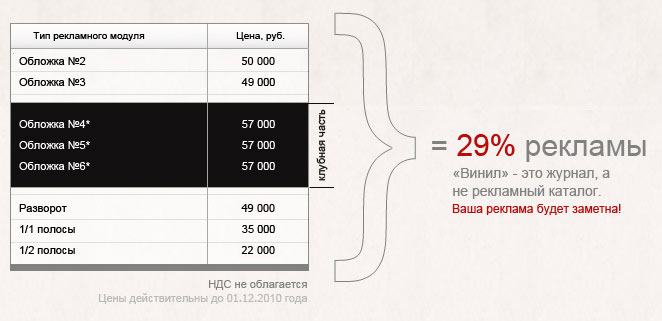 Тип рекламного модуля Цена, руб.
Обложка №2 50 000
Обложка №3 49 000
Обложка №4* 57 000
Обложка №5* 57 000
Обложка №6* 57 000
клубная часть
Разворот 49 000
1/1 полосы 35 000
1/2 полосы 22 000
НДС не облагается
Цены действительны до 01.12.2010 года
= 29% рекламы
«Винил» - это журнал, а
не рекламный каталог.
Ваша реклама будет заметна!